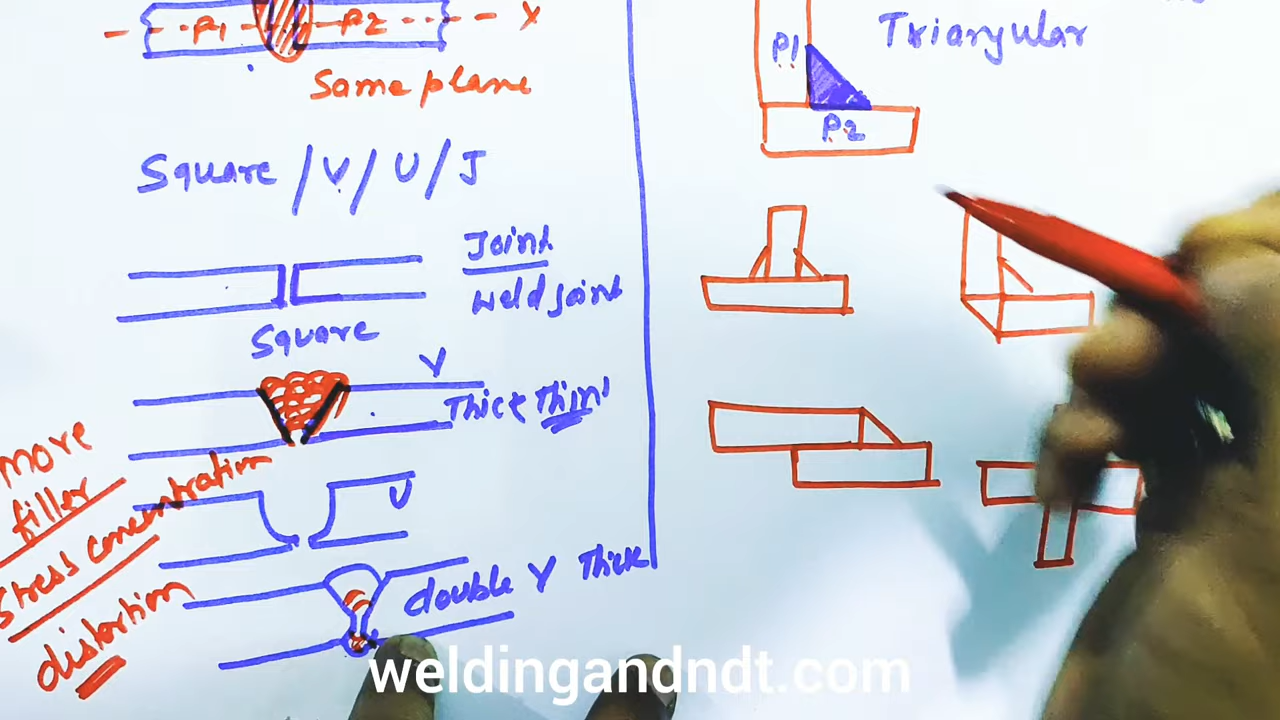 P1
P2
X
Same plane
Square / V / U / J
Joint
Weld joint
Square
V
Thick Thin
more
filler
Stress concentration
distortion
U
double V Thick
Triangular
P1
P2
weldingandndt.com